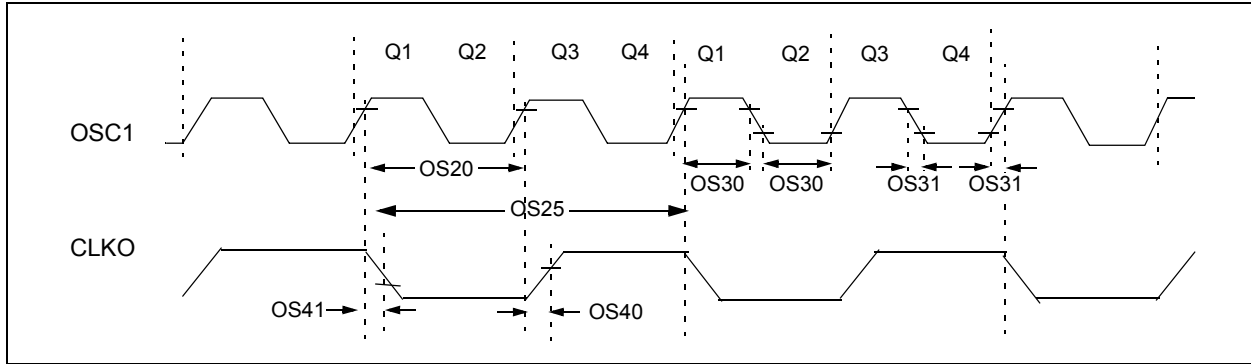 Q1 Q2 Q3 Q4 Q1 Q2 Q3 Q4
OSC1
OS20
OS30 OS30 OS31 OS31
OS25
CLKO
OS41 OS40